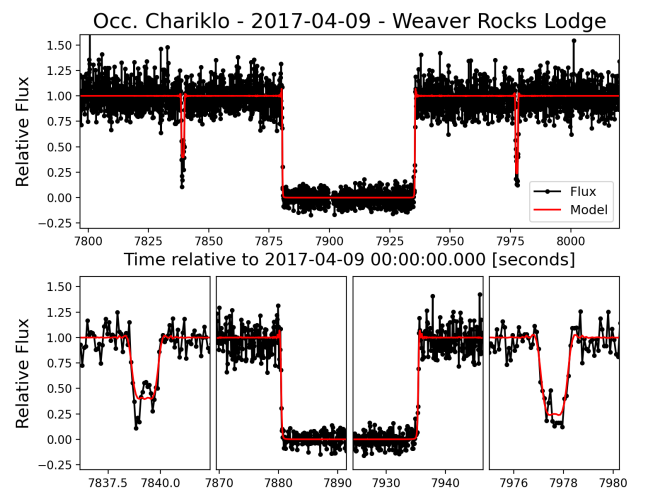 Occ. Chariklo - 2017-04-09 - Weaver Rocks Lodge
Relative Flux
1.50
1.25
1.00
0.75
0.50
0.25
0.00
−0.25
Flux
Model
7800 7825 7850 7875 7900 7925 7950 7975 8000
Time relative to 2017-04-09 00:00:00.000 [seconds]
Relative Flux
1.50
1.25
1.00
0.75
0.50
0.25
0.00
−0.25
7837.5 7840.0 7870 7880 7890 7930 7940 7976 7978 7980